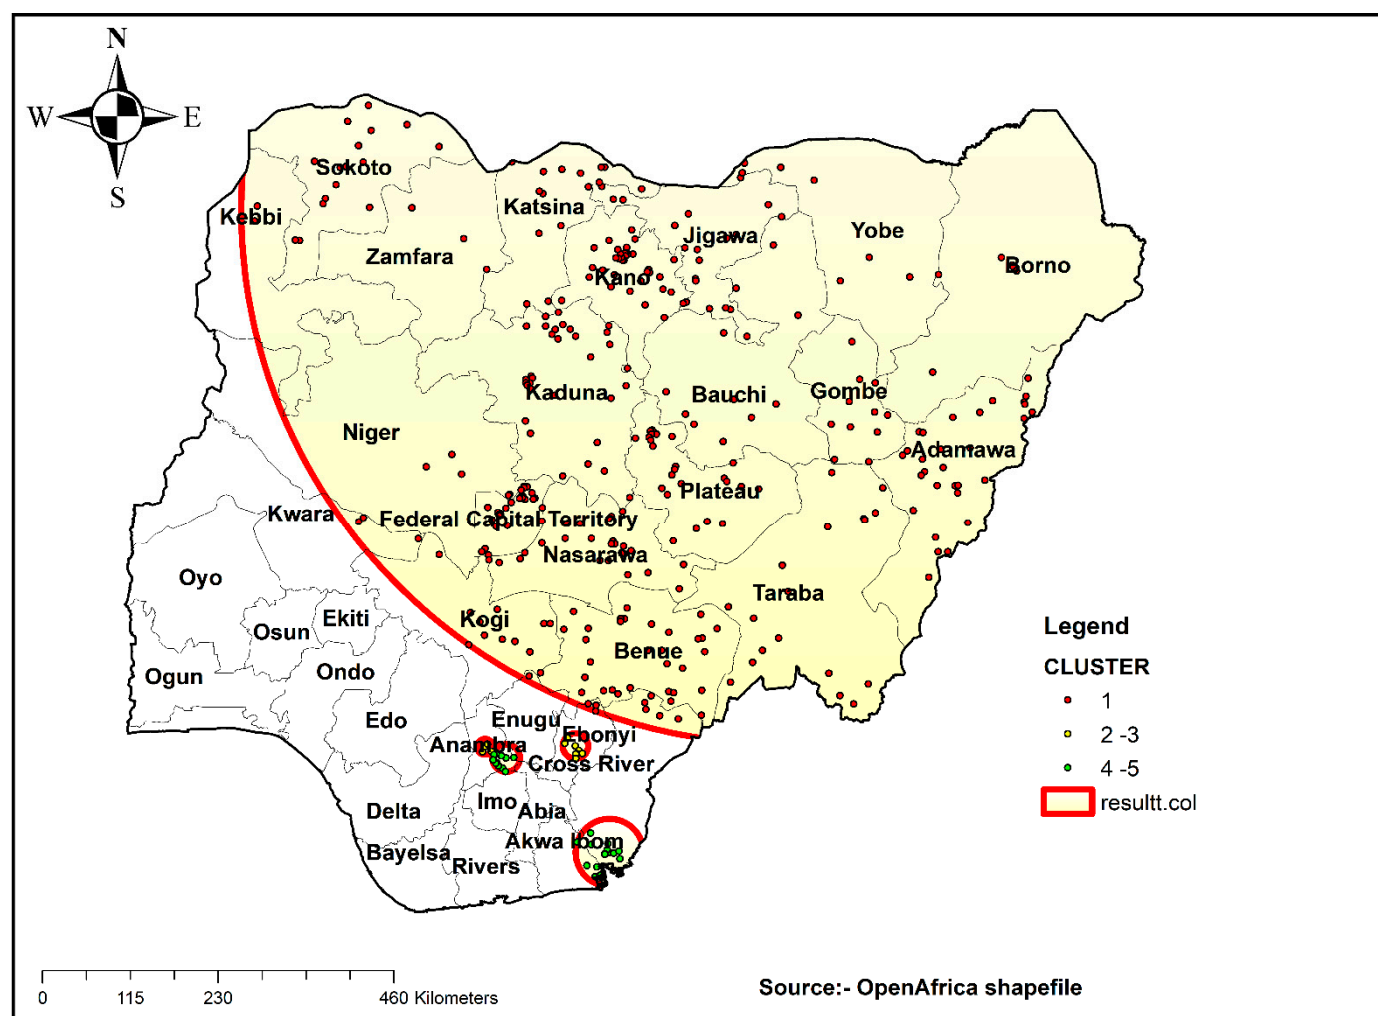 N
W
E
S
Sokoto
Kebbi
Katsina
Zamfara
Jigawa
Yobe
Kano
Borno
Kaduna
Bauchi
Gombe
Niger
Adamawa
Plateau
Kwara
Federal Capital Territory
Nasarawa
Oyo
Taraba
Ekiti
Kogi
Osun
Benue
Ogun
Ondo
Edo
Enugu
Ebonyi
Anambra
Cross River
Delta
Imo
Abia
Akwa Ibom
Bayelsa
Rivers
Legend
CLUSTER
1
2 -3
4 -5
resultt.col
0 115 230 460 Kilometers
Source:- OpenAfrica shapefile